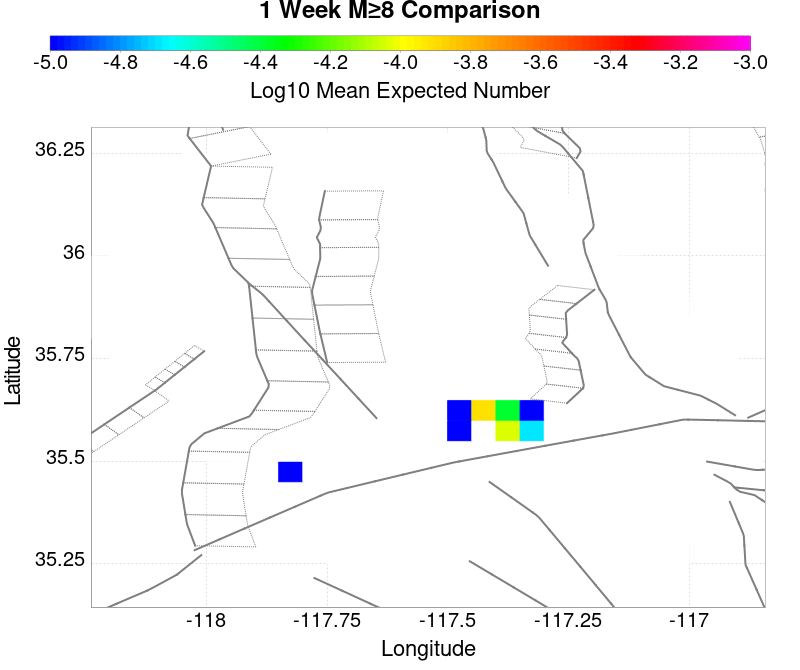 1 Week M≥8 Comparison
-5.0 -4.8 -4.6 -4.4 -4.2 -4.0 -3.8 -3.6 -3.4 -3.2 -3.0
Log10 Mean Expected Number
36.25
36
35.75
35.5
35.25
Latitude
-118 -117.75 -117.5 -117.25 -117
Longitude